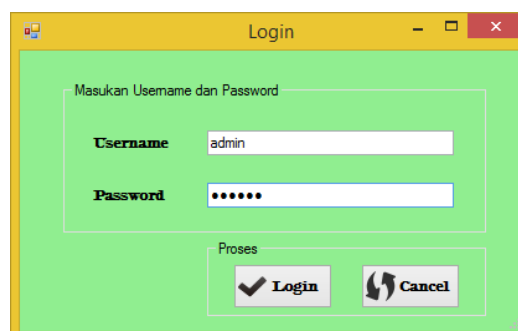 Login
Masukan Username dan Password
Username admin
Password ••••••
Proses
Login Cancel